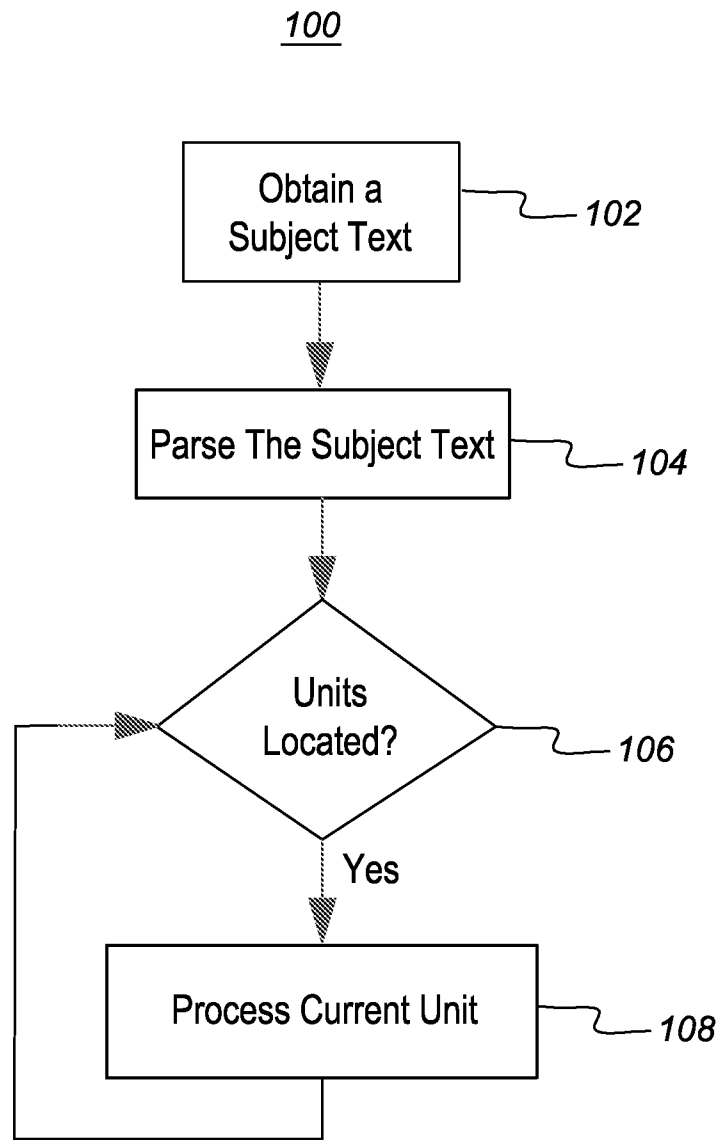 100
Obtain a
Subject Text
102
Parse The Subject Text
104
Units
Located?
106
Yes
Process Current Unit
108